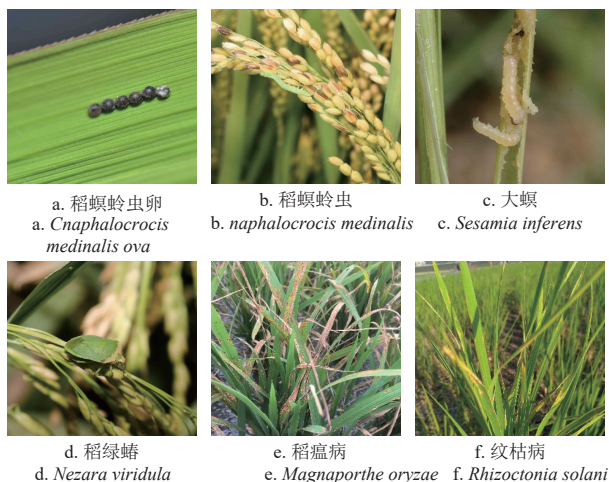 a. 稻螟蛉虫卵
a. Cnaphalocrocis
medinalis ova
b. 稻螟蛉虫
b. naphalocrocis medinalis
c. 大螟
c. Sesamia inferens
d. 稻绿蝽
d. Nezara viridula
e. 稻瘟病
e. Magnaporthe oryzae
f. 纹枯病
f. Rhizoctonia solani